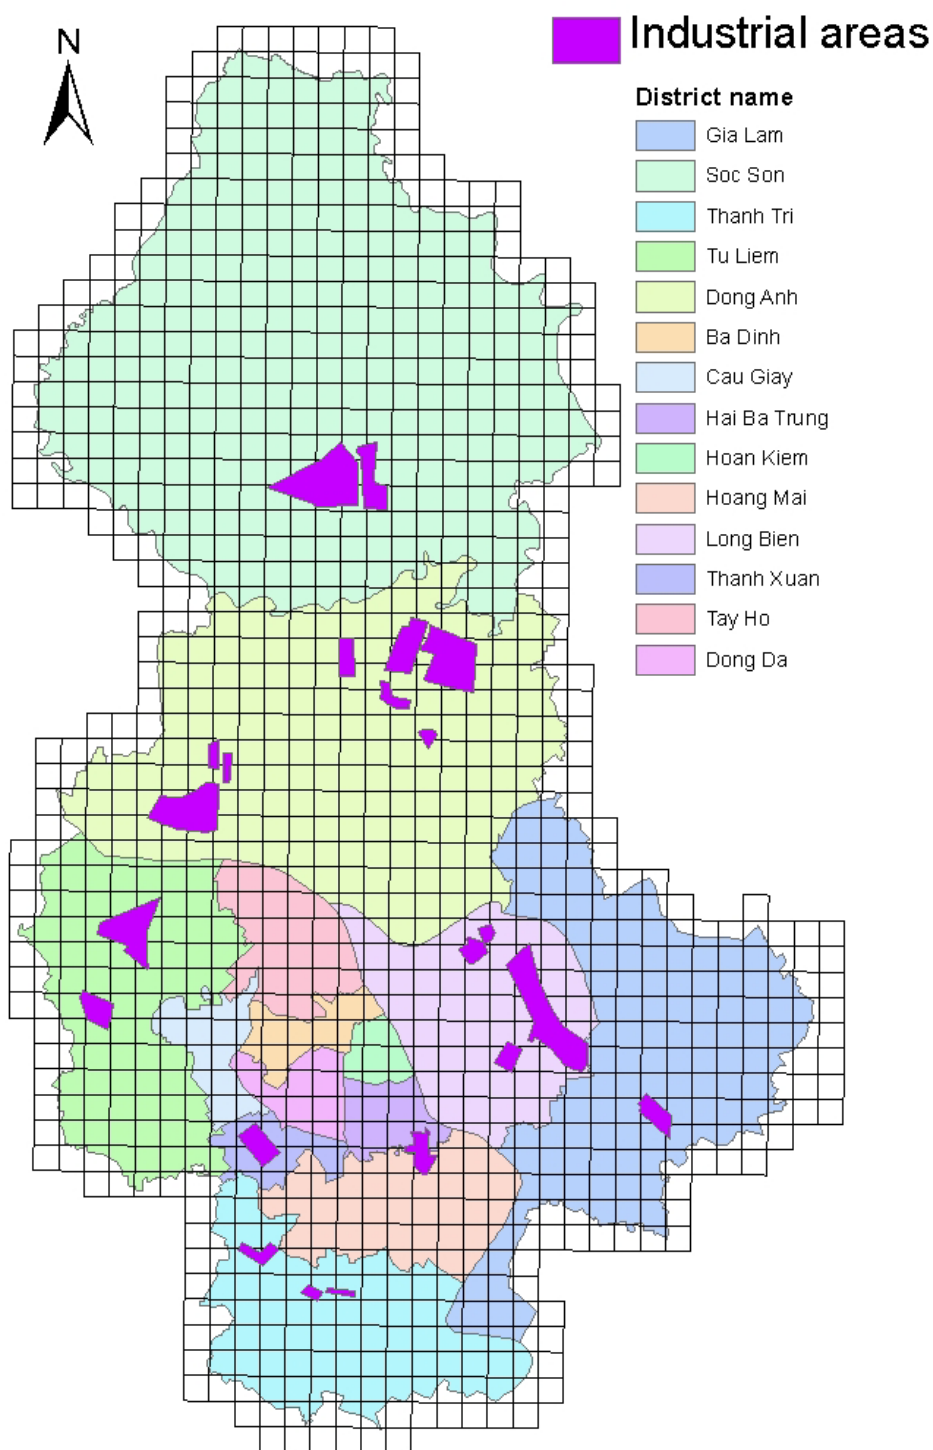 N
Industrial areas
District name
Gia Lam
Soc Son
Thanh Tri
Tu Liem
Dong Anh
Ba Dinh
Cau Giay
Hai Ba Trung
Hoan Kiem
Hoang Mai
Long Bien
Thanh Xuan
Tay Ho
Dong Da